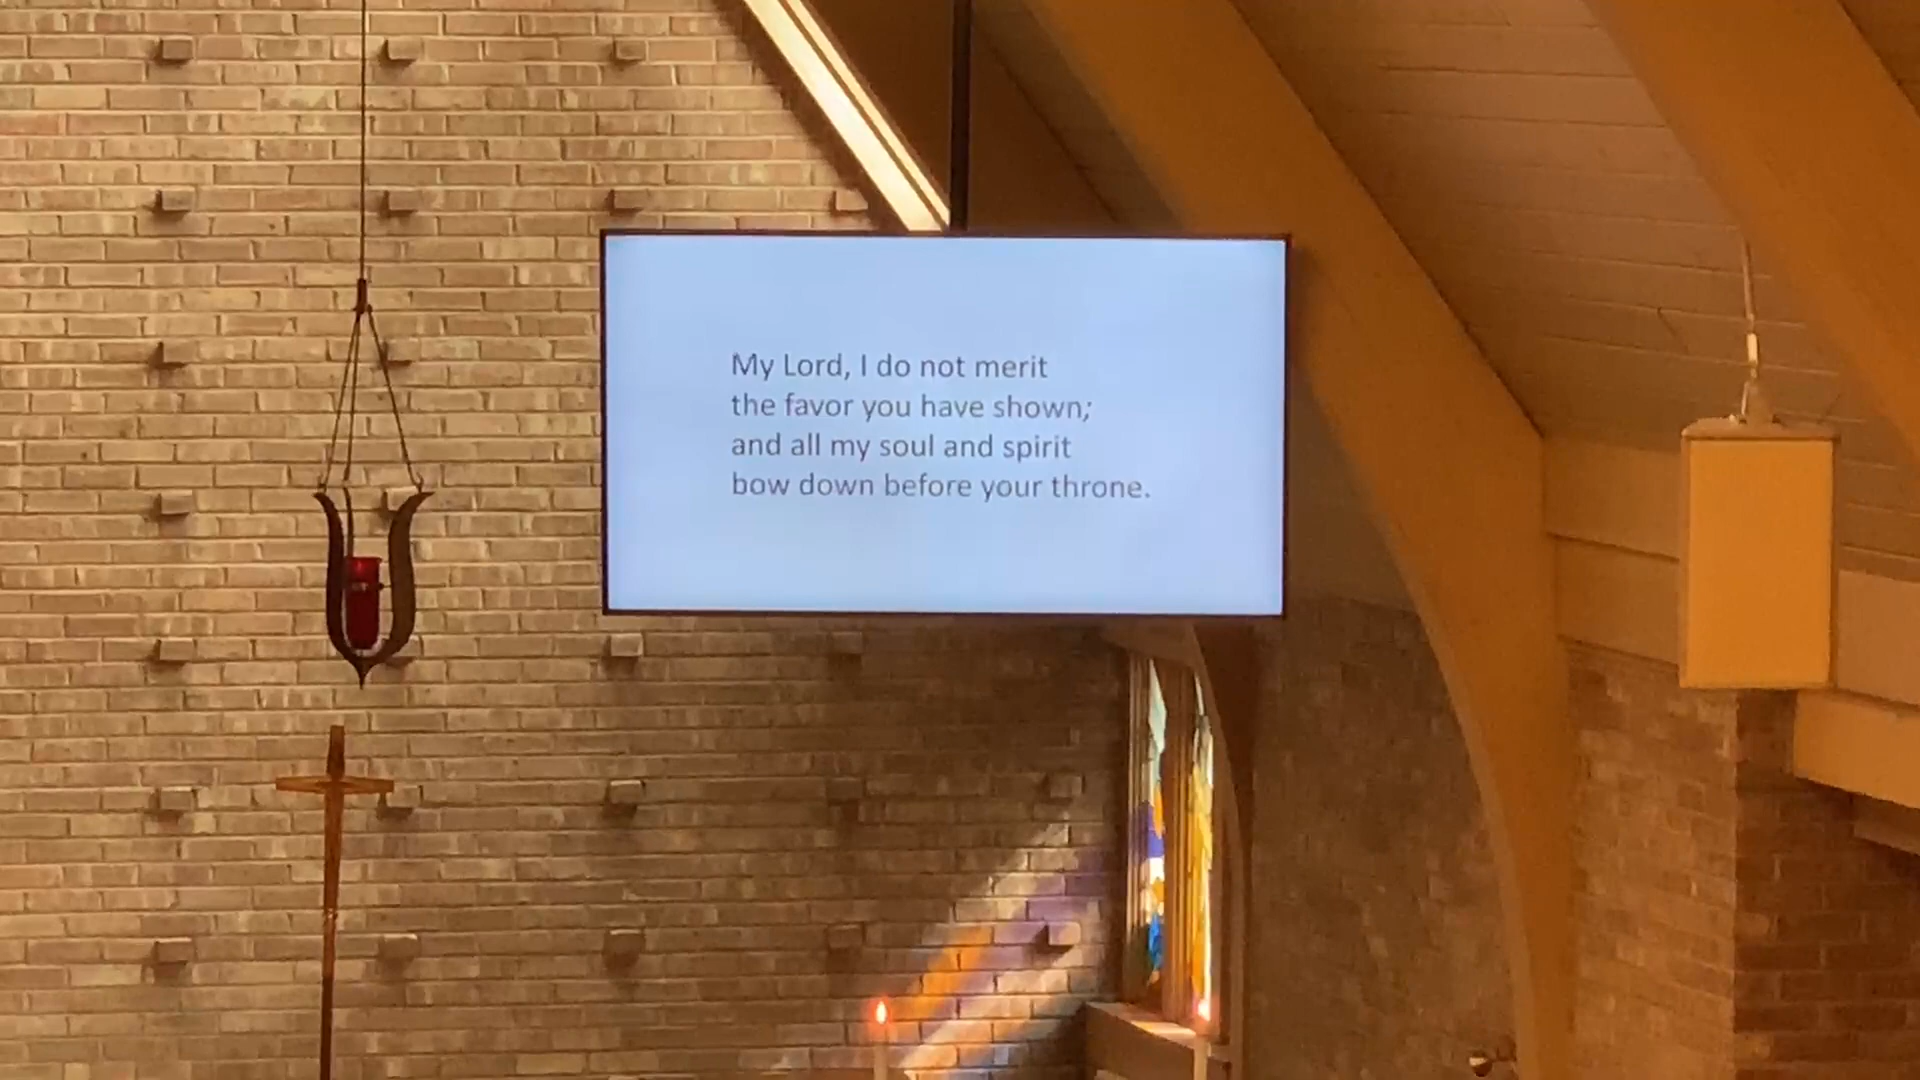 My Lord, I do not merit
the favor you have shown;
and all my soul and spirit
bow down before your throne.